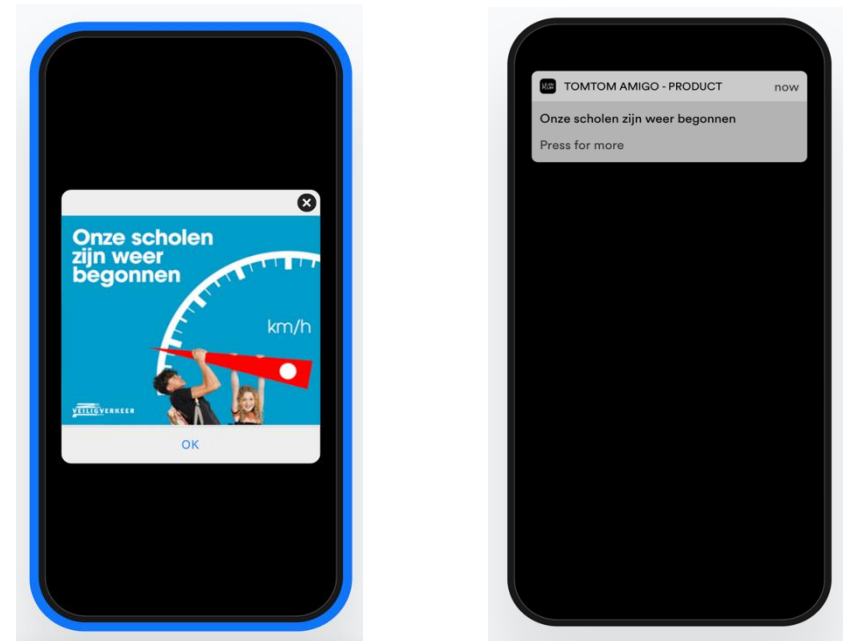 Onze scholen
zijn weer
begonnen
km/h
VEILIGVERKEER
OK
TOMTOM AMIGO - PRODUCT
now
Onze scholen zijn weer begonnen
Press for more